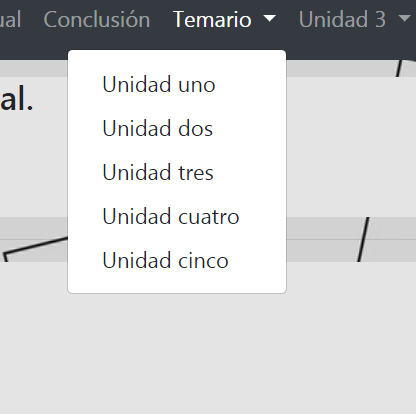 ual Conclusión Temario Unidad 3
al.
Unidad uno
Unidad dos
Unidad tres
Unidad cuatro
Unidad cinco